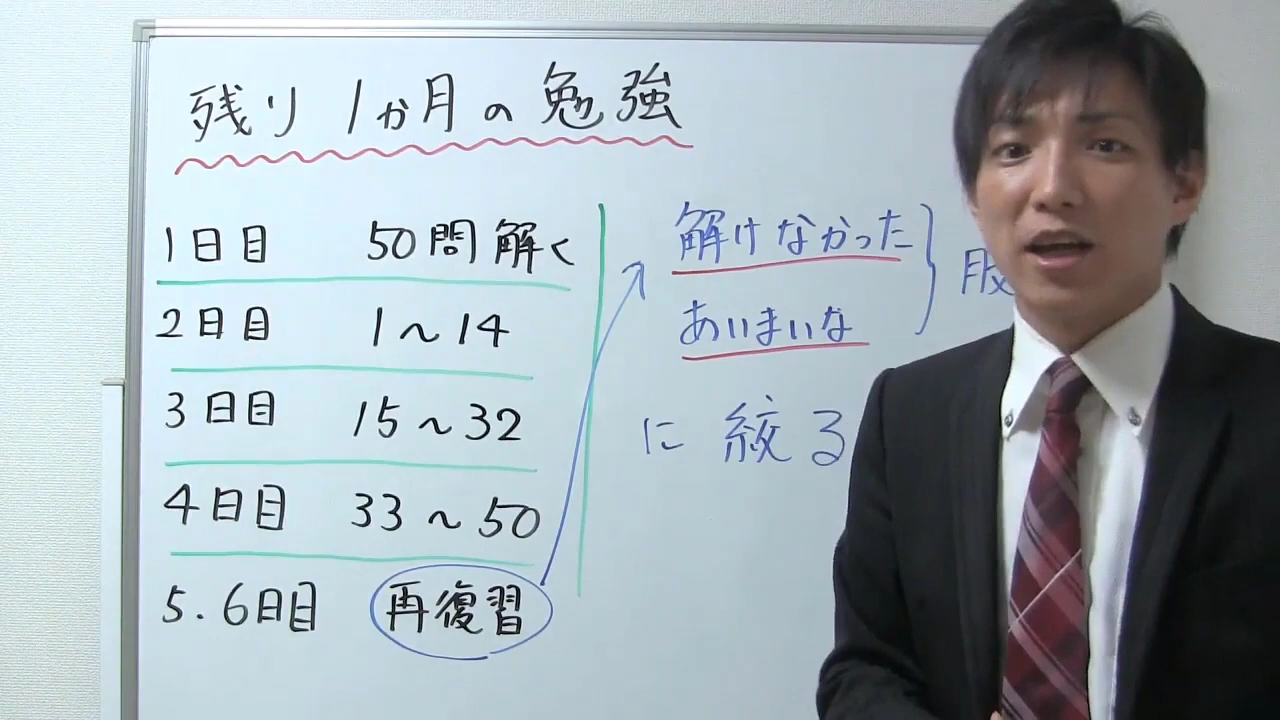 残り1か月の勉強
1日目 50問解く
2日目 1～14
3日目 15～32
4日目 33～50
5.6日目 再復習
解けなかった
あいまいな
肢
に絞る